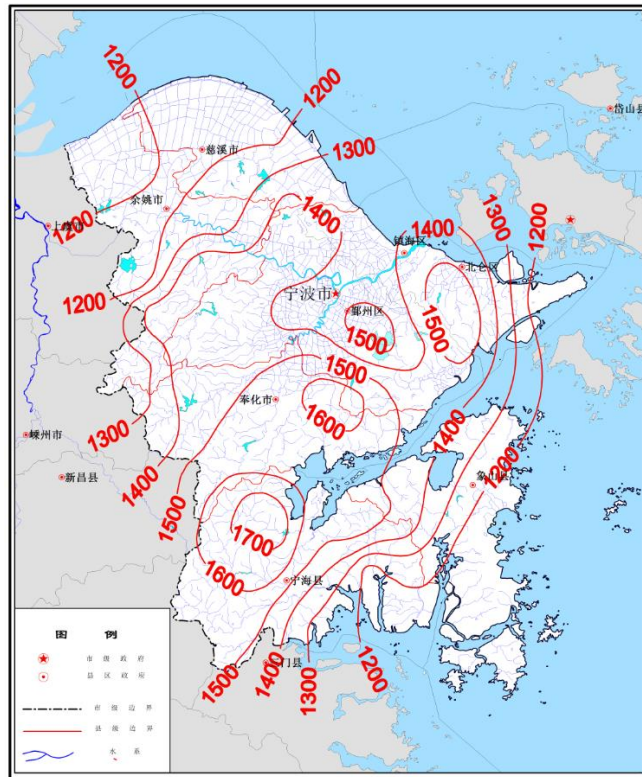 1200
1200
岱山县
慈溪市
1300
余姚市
1400
1200
上虞市
1400
1300
1200
镇海区
北仑区
1200
宁波市
鄞州区
1500
1500
1500
奉化市
1600
1300
嵊州市
1400
1400
新昌县
1500
象山县
1200
1700
1600
宁海县
三门县
1500
1400
1300
1200
图 例
市级政府
县区政府
市级边界
县级边界
水系